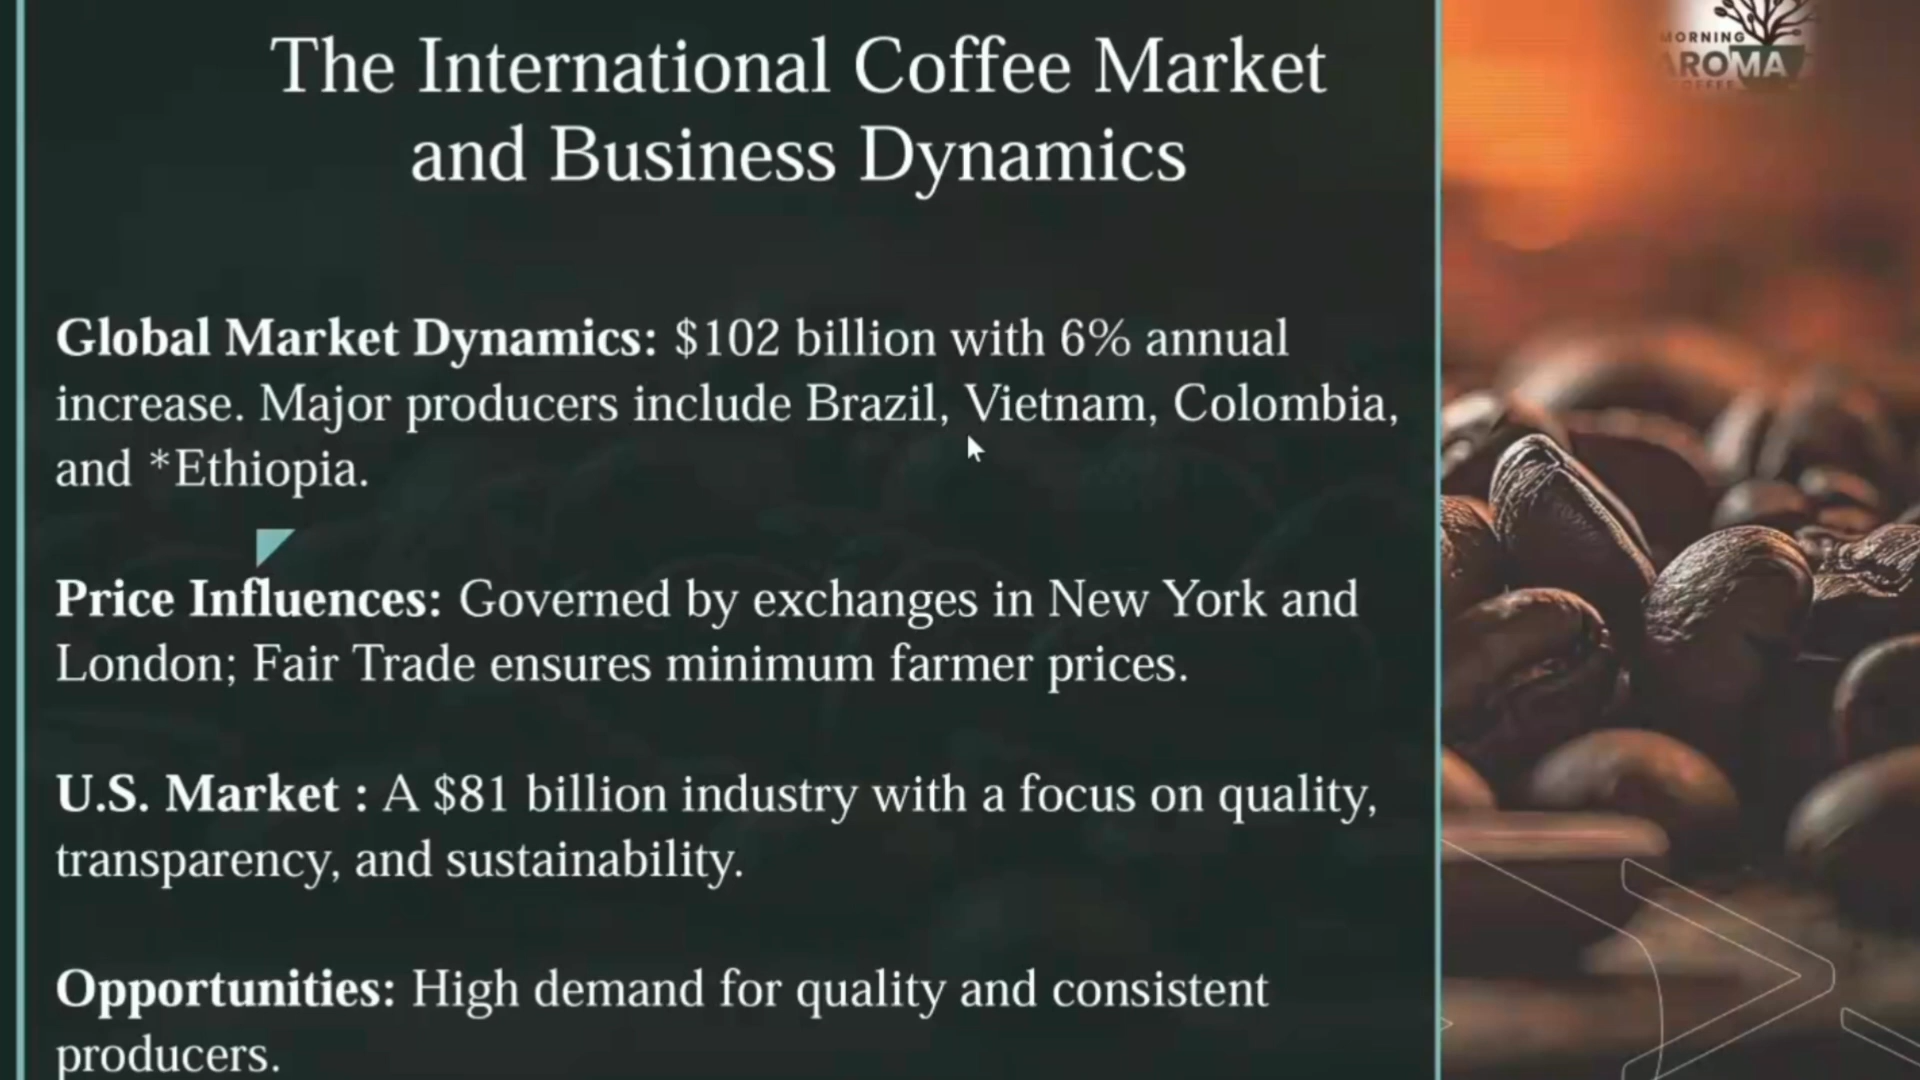 The International Coffee Market
and Business Dynamics
MORNING
AROMA
COFFEE
Global Market Dynamics: $102 billion with 6% annual
increase. Major producers include Brazil, Vietnam, Colombia,
and *Ethiopia.
Price Influences: Governed by exchanges in New York and
London; Fair Trade ensures minimum farmer prices.
U.S. Market : A $81 billion industry with a focus on quality,
transparency, and sustainability.
Opportunities: High demand for quality and consistent
producers.